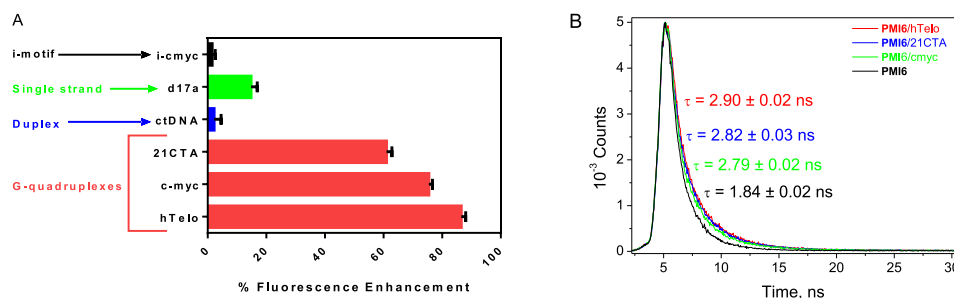 A
i-motif
i-cmyc
Single strand
d17a
Duplex
ctDNA
21CTA
G-quadruplexes
c-myc
hTelo
0
20
40
60
80
100
% Fluorescence Enhancement
B
10⁻³ Counts
5
4
3
2
1
0
PMI6/hTelo
PMI6/21CTA
PMI6/cmyc
PMI6
τ = 2.90 ± 0.02 ns
τ = 2.82 ± 0.03 ns
τ = 2.79 ± 0.02 ns
τ = 1.84 ± 0.02 ns
5 10 15 20 25 30
Time, ns